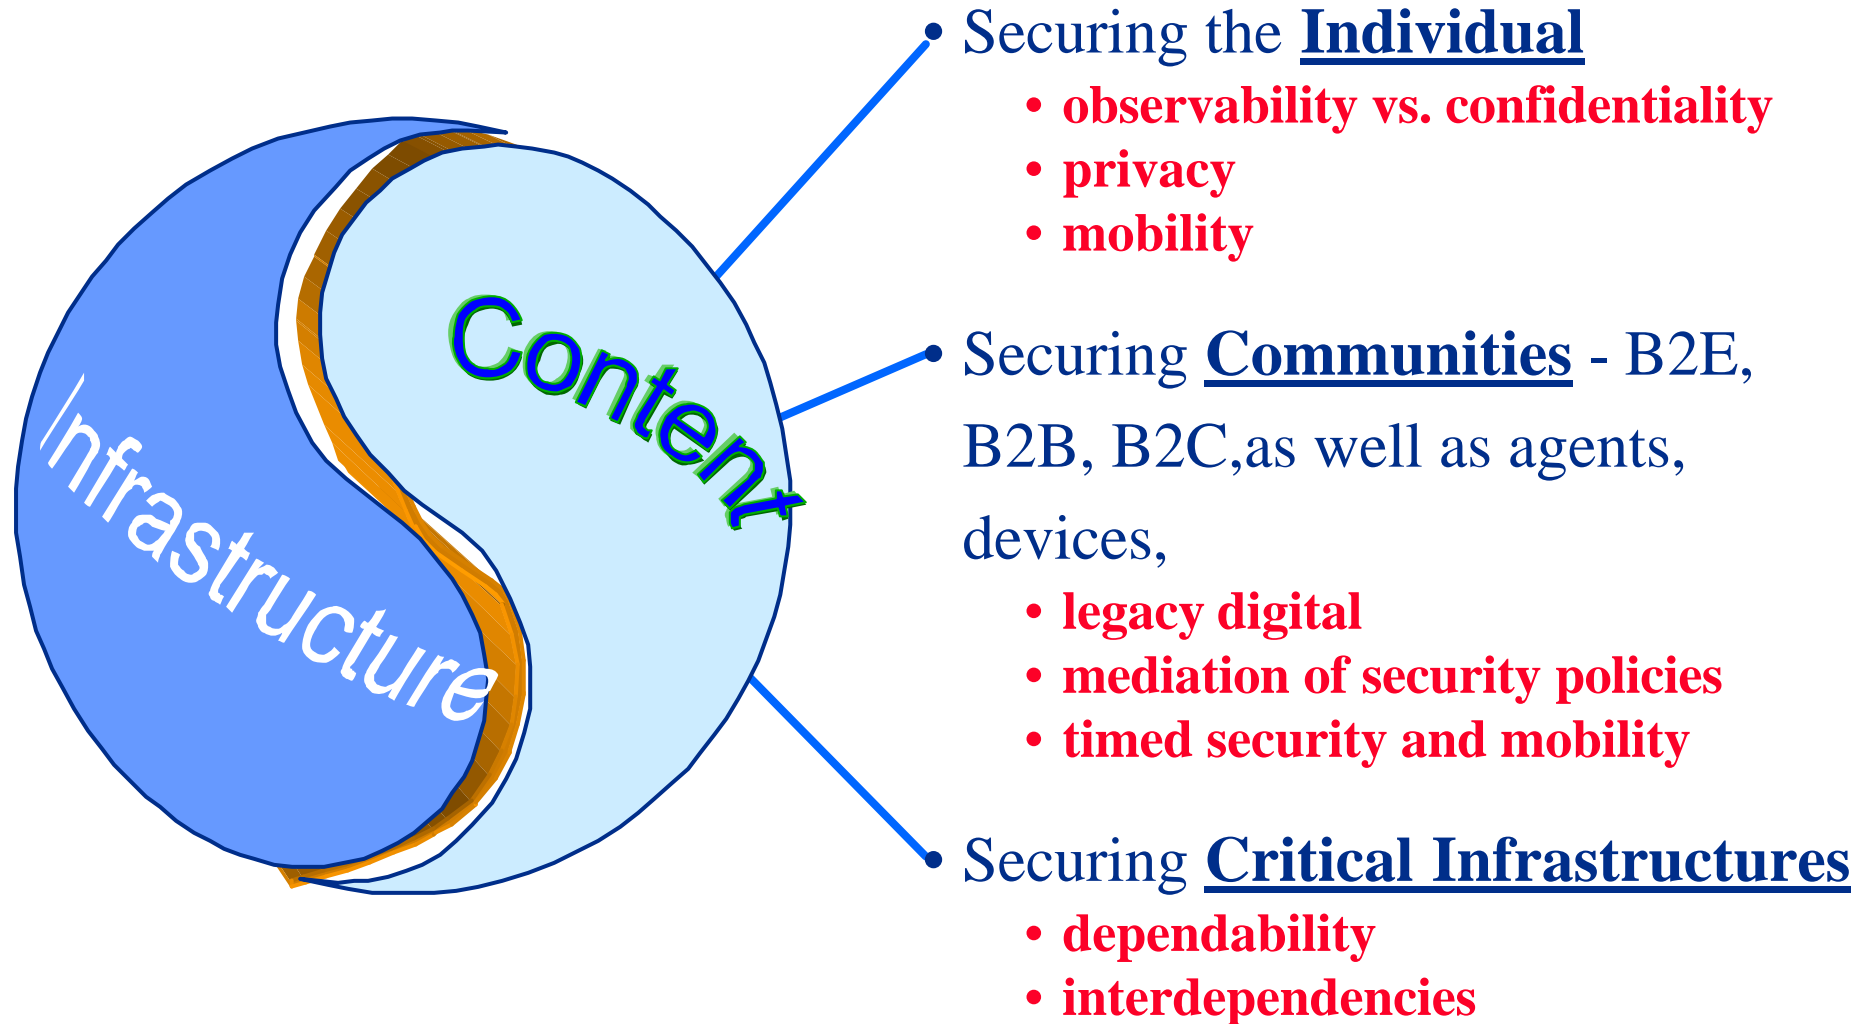 Infrastructure
Content
• Securing the Individual
• observability vs. confidentiality
• privacy
• mobility
• Securing Communities - B2E,
B2B, B2C,as well as agents,
devices,
• legacy digital
• mediation of security policies
• timed security and mobility
• Securing Critical Infrastructures
• dependability
• interdependencies